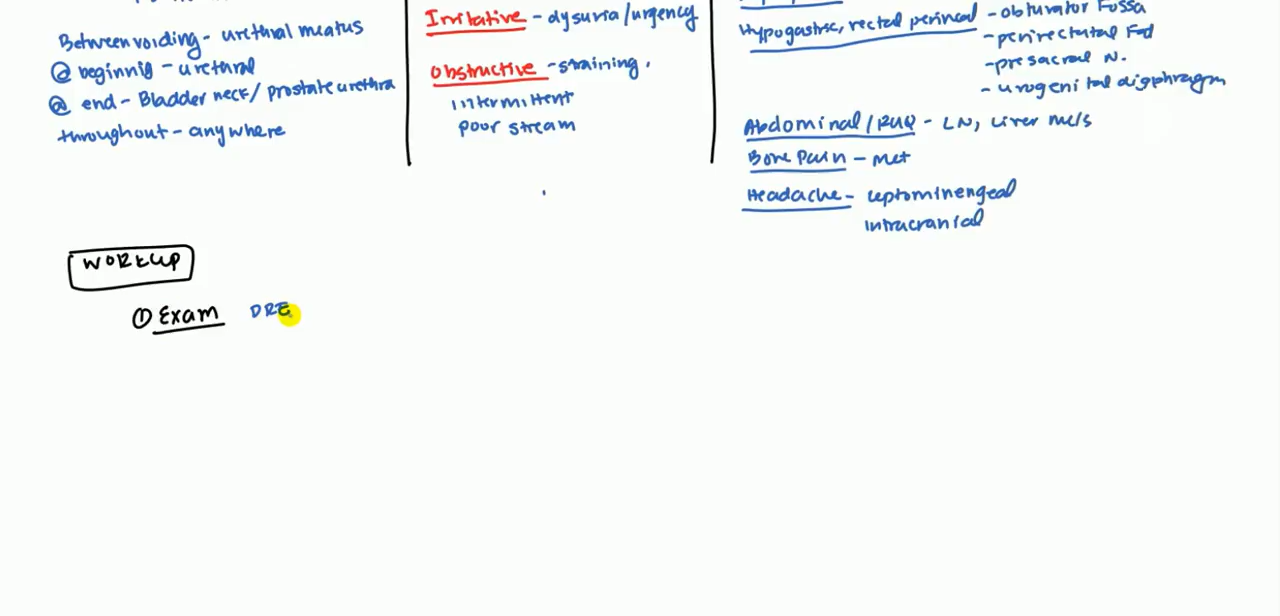 Between voiding - urethral meatus
@ beginnig - urethral
@ end - Bladder neck / prostate urethra
throughout - anywhere
Irritative - dysuria/urgency
Obstructive - straining
intermittent
poor stream
Hypogastric, rectal perineal - obturator Fossa
- perirectal Fat
- presacral N.
- urogenital diaphragm
Abdominal/RUQ - LN, Liver mets
Bone Pain - Met
Headache - leptominengeal
intracranial
WORKUP
① Exam DRE